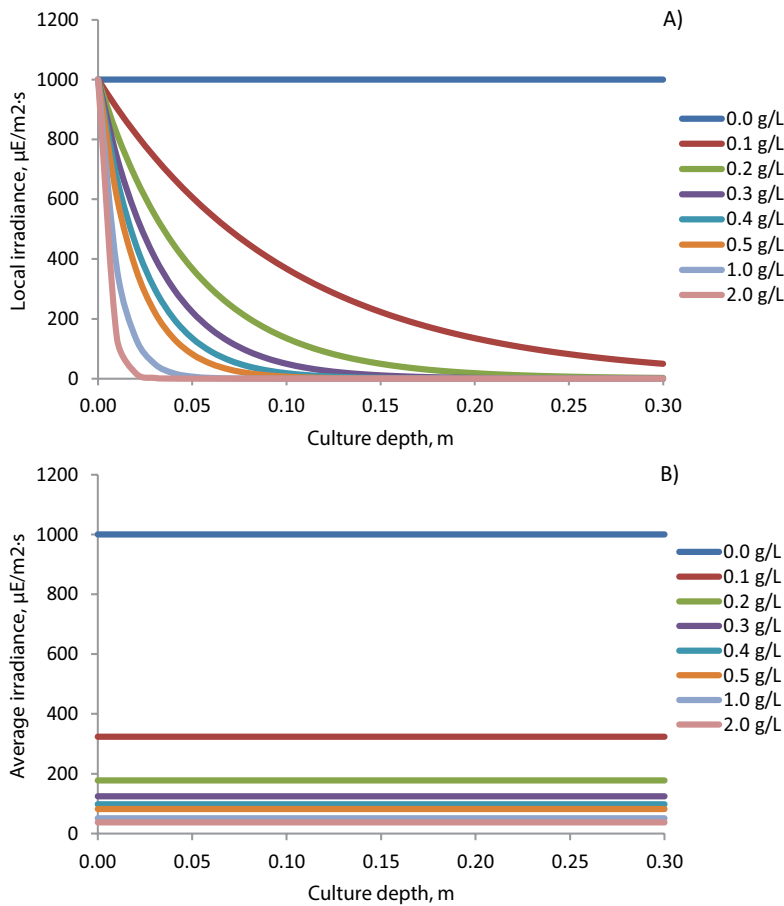 A)
1200
1000
800
600
400
200
0
Local irradiance, µE/m2·s
0.00 0.05 0.10 0.15 0.20 0.25 0.30
Culture depth, m
0.0 g/L
0.1 g/L
0.2 g/L
0.3 g/L
0.4 g/L
0.5 g/L
1.0 g/L
2.0 g/L
B)
1200
1000
800
600
400
200
0
Average irradiance, µE/m2·s
0.00 0.05 0.10 0.15 0.20 0.25 0.30
Culture depth, m
0.0 g/L
0.1 g/L
0.2 g/L
0.3 g/L
0.4 g/L
0.5 g/L
1.0 g/L
2.0 g/L